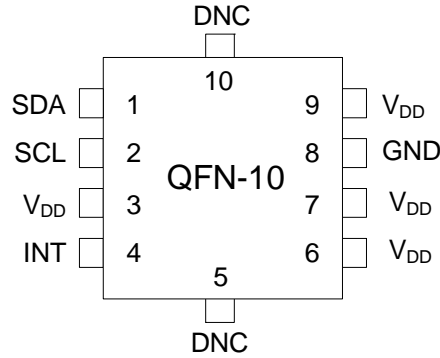 DNC
10
SDA 1 9 VDD
SCL 2 8 GND
QFN-10
VDD 3 7 VDD
INT 4 6 VDD
5
DNC